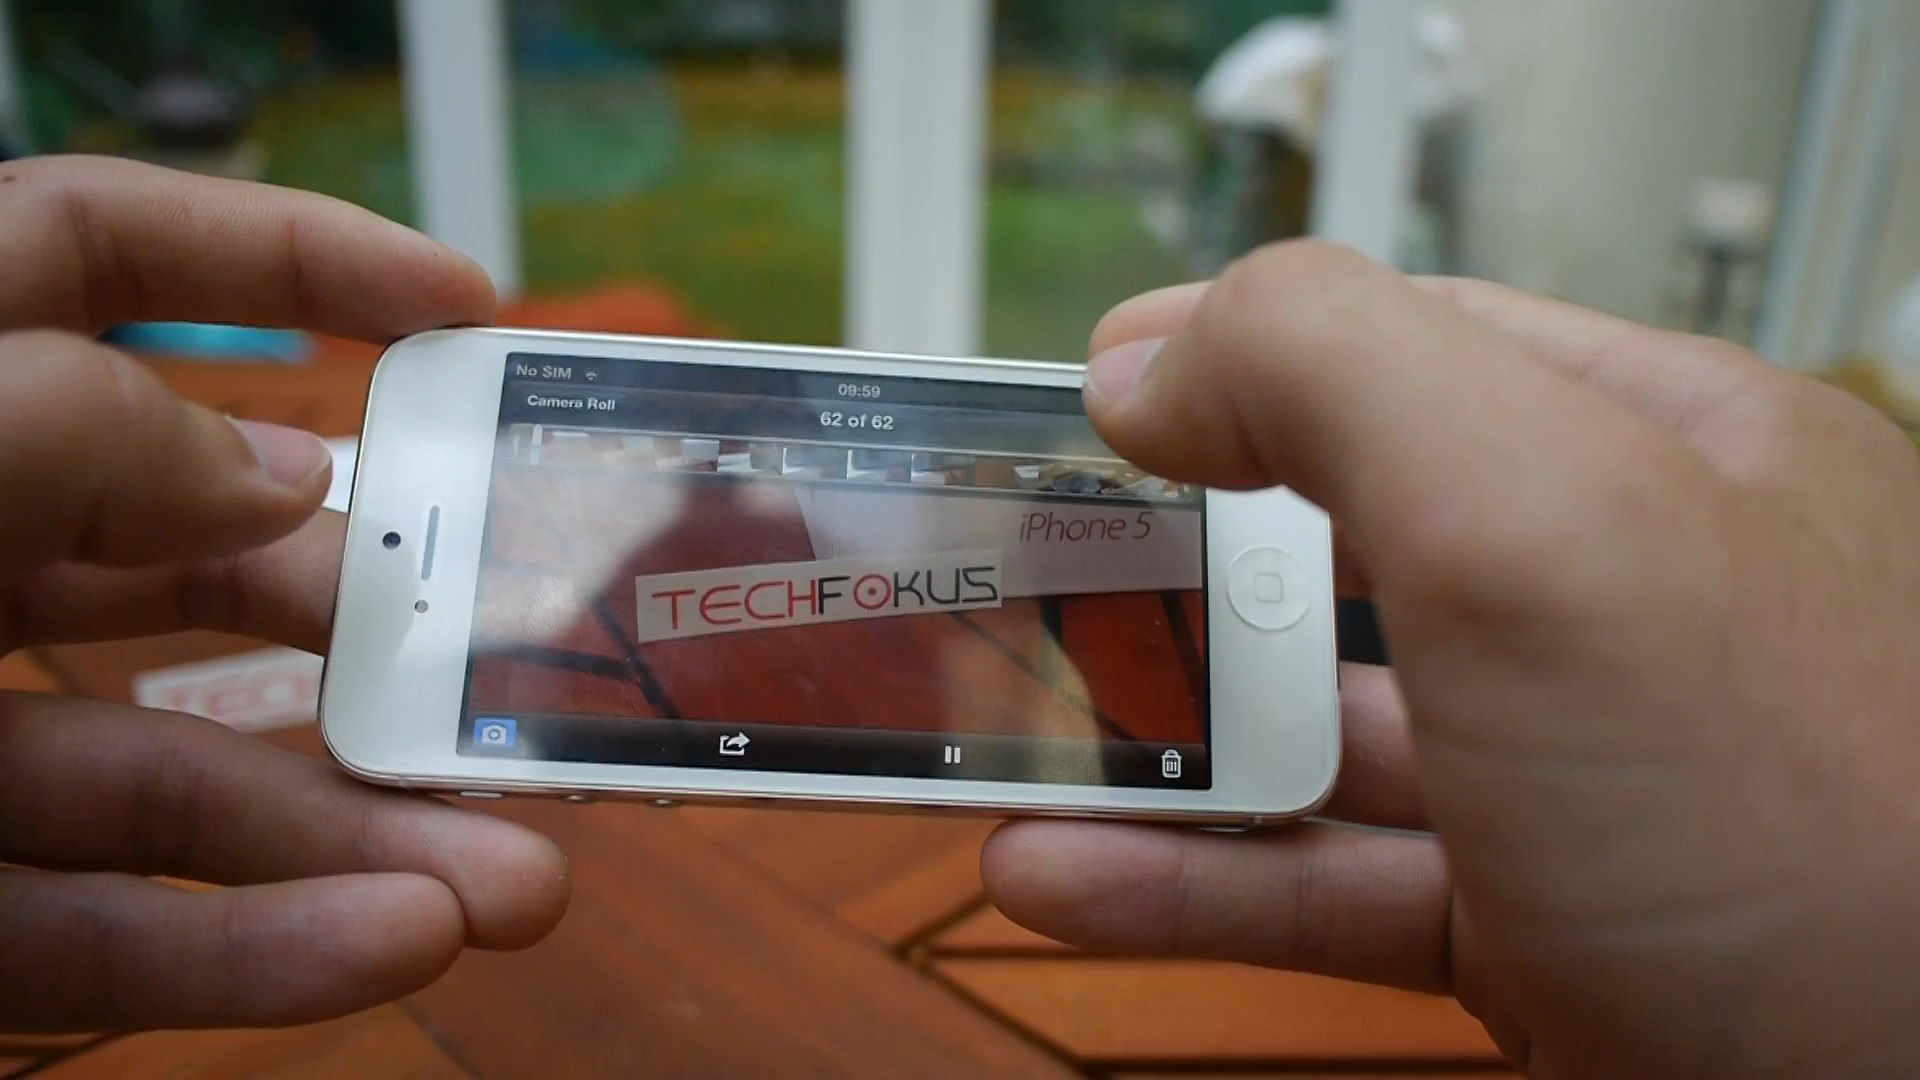 No SIM
09:59
Camera Roll
62 of 62
iPhone 5
TECHFOKUS